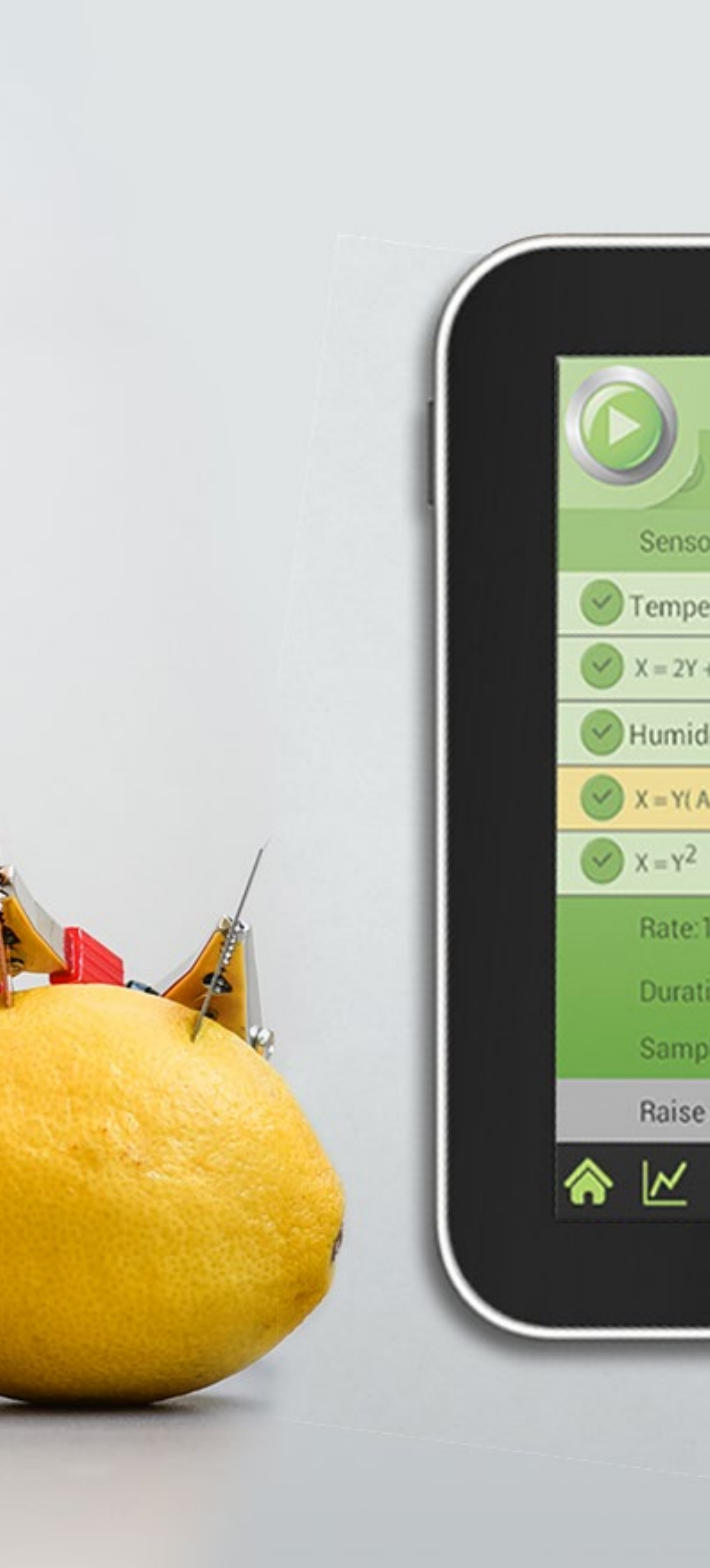 Senso
Tempe
X = 2Y +
Humid
X = Y( A
X = Y²
Rate:1
Durati
Samp
Raise